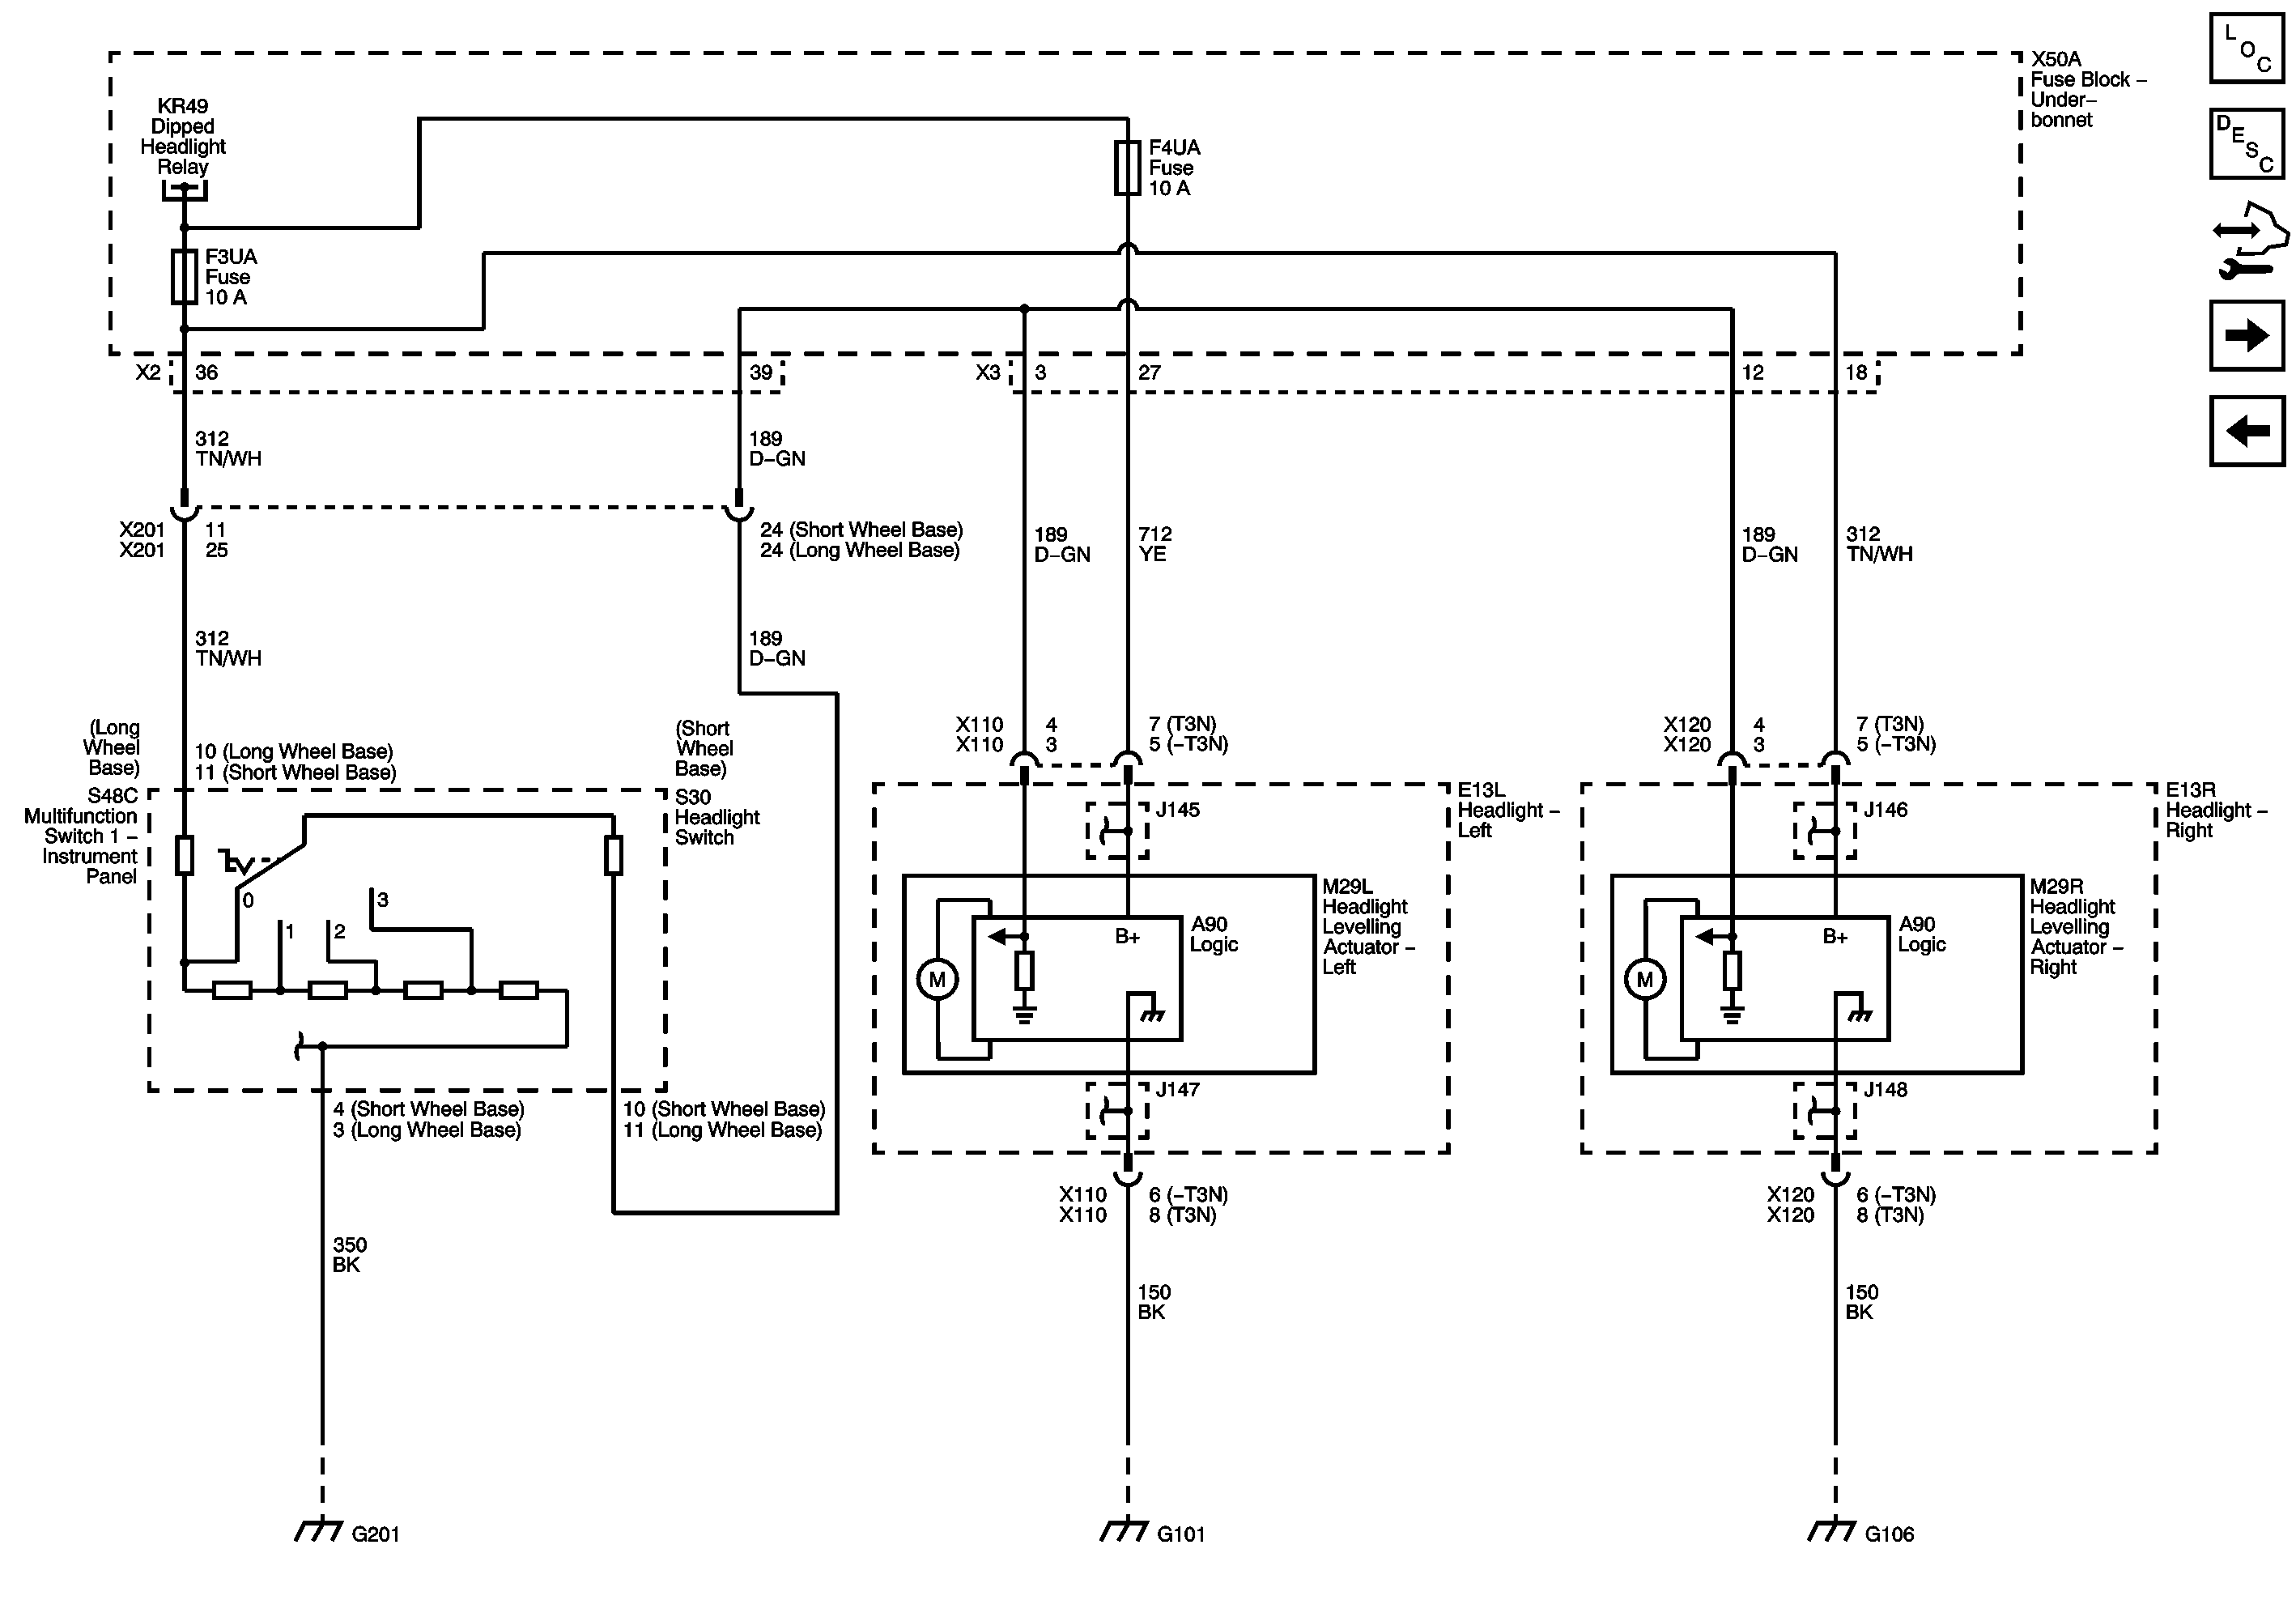 L
O
C
X50A
Fuse Block –
Under–
bonnet
KR49
Dipped
Headlight
Relay
D
E
S
C
F4UA
Fuse
10 A
F3UA
Fuse
10 A
X2 36
39
X3 3
27
12
18
312
TN/WH
189
D–GN
X201 11
X201 25
24 (Short Wheel Base)
24 (Long Wheel Base)
189
D–GN
712
YE
189
D–GN
312
TN/WH
312
TN/WH
189
D–GN
(Long
Wheel
Base)
10 (Long Wheel Base)
11 (Short Wheel Base)
(Short
Wheel
Base)
X110 4
X110 3
7 (T3N)
5 (–T3N)
X120 4
X120 3
7 (T3N)
5 (–T3N)
S48C
Multifunction
Switch 1 –
Instrument
Panel
S30
Headlight
Switch
E13L
Headlight –
Left
J145
E13R
Headlight –
Right
J146
0
1
2
3
M29L
Headlight
Levelling
Actuator –
Left
A90
Logic
B+
M
M29R
Headlight
Levelling
Actuator –
Right
A90
Logic
B+
M
J147
J148
4 (Short Wheel Base)
3 (Long Wheel Base)
10 (Short Wheel Base)
11 (Long Wheel Base)
X110 6 (–T3N)
X110 8 (T3N)
X120 6 (–T3N)
X120 8 (T3N)
350
BK
150
BK
150
BK
G201
G101
G106